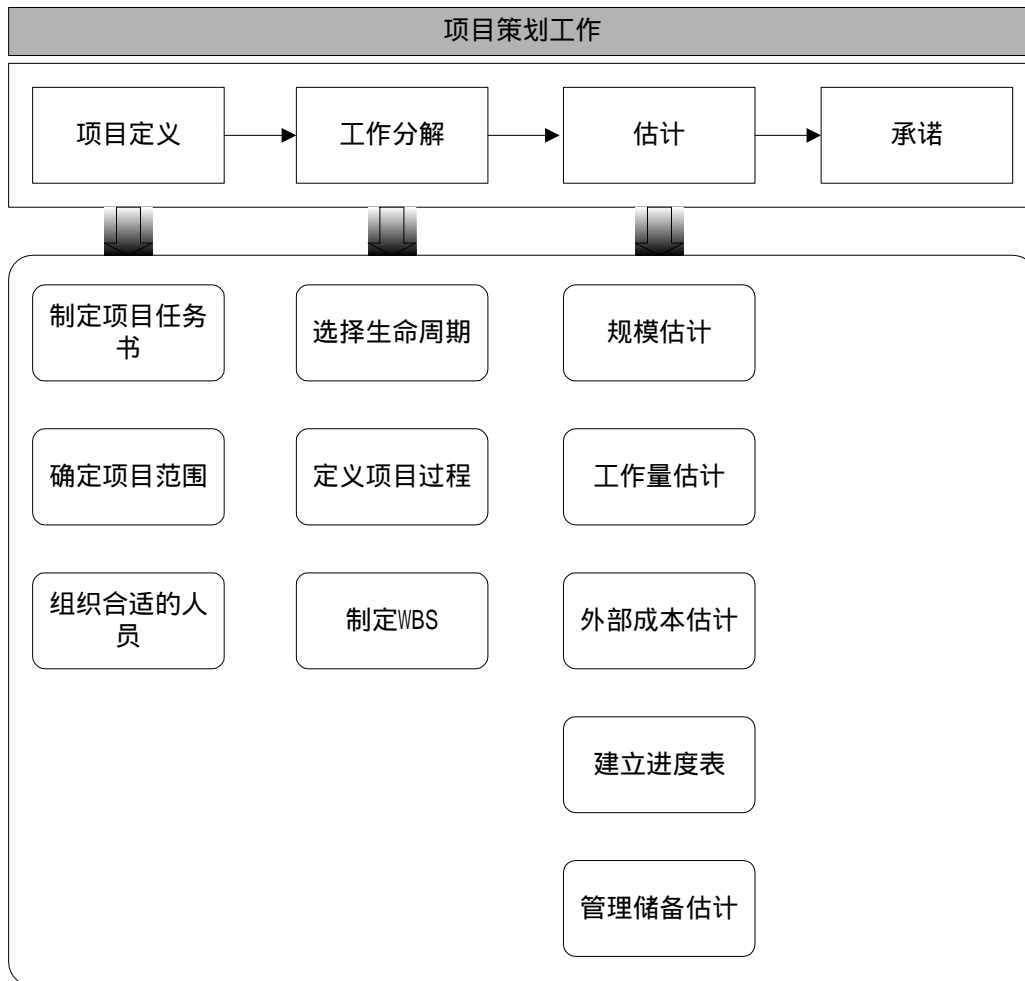 项目策划工作
项目定义
工作分解
估计
承诺
制定项目任务
书
选择生命周期
规模估计
确定项目范围
定义项目过程
工作量估计
组织合适的人
员
制定WBS
外部成本估计
建立进度表
管理储备估计